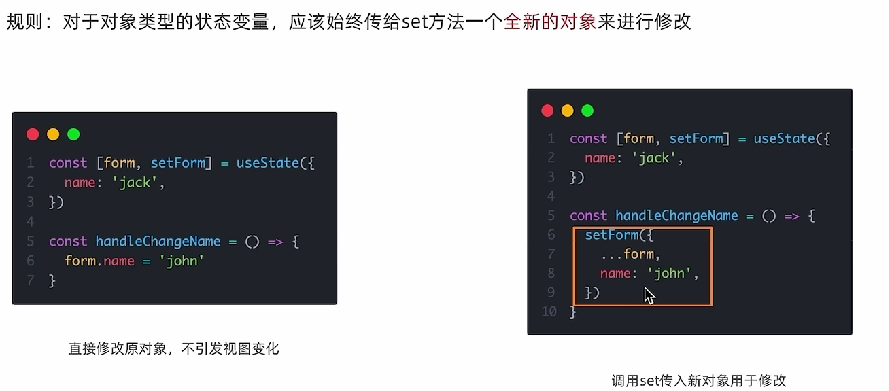 规则：对于对象类型的状态变量，应该始终传给set方法一个全新的对象来进行修改
1 const [form, setForm] = useState({
2   name: 'jack',
3 })
4
5 const handleChangeName = () => {
6   form.name = 'john'
7 }
直接修改原对象，不引发视图变化
1 const [form, setForm] = useState({
2   name: 'jack',
3 })
4
5 const handleChangeName = () => {
6   setForm({
7     ...form,
8     name: 'john',
9   })
10 }
调用set传入新对象用于修改